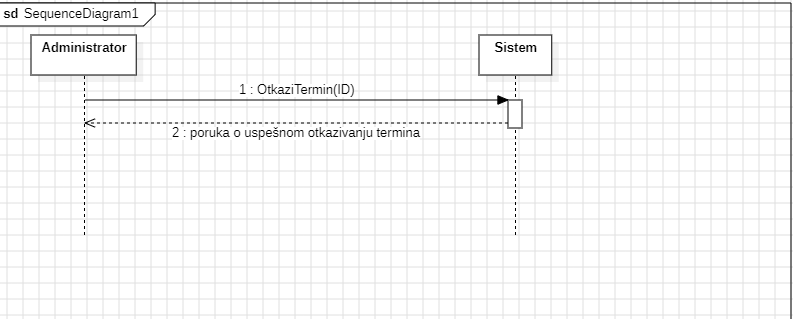 sd SequenceDiagram1
Administrator
Sistem
1 : OtkaziTermin(ID)
2 : poruka o uspešnom otkazivanju termina